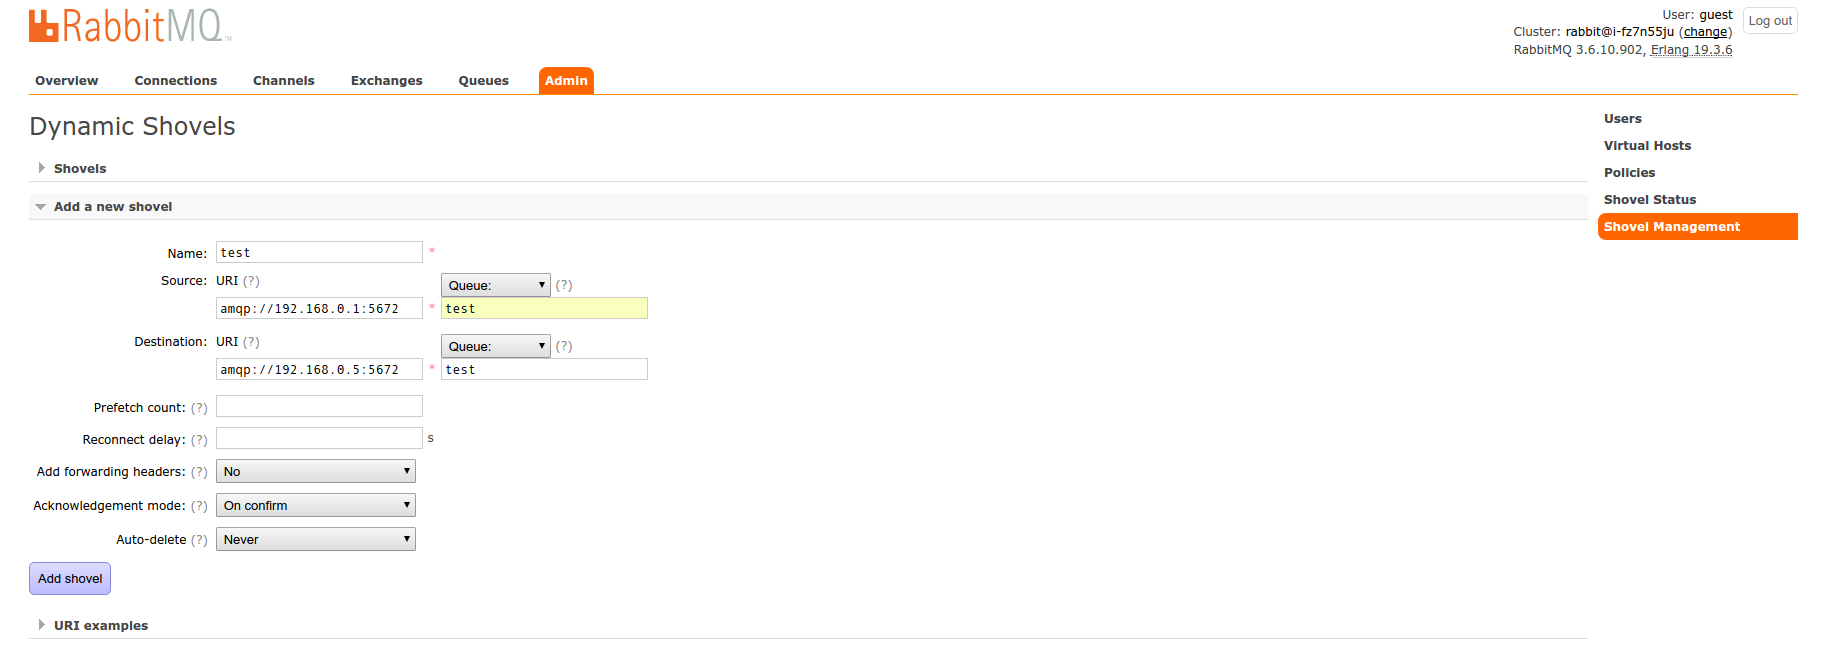 RabbitMQ™
User: guest
Log out
Cluster: rabbit@i-fz7n55ju (change)
RabbitMQ 3.6.10.902, Erlang 19.3.6
Overview Connections Channels Exchanges Queues Admin
Dynamic Shovels
Shovels
Add a new shovel
Name: test *
Source: URI (?) Queue: (?)
amqp://192.168.0.1:5672 * test
Destination: URI (?) Queue: (?)
amqp://192.168.0.5:5672 * test
Prefetch count: (?)
Reconnect delay: (?) s
Add forwarding headers: (?) No
Acknowledgement mode: (?) On confirm
Auto-delete (?) Never
Add shovel
URI examples
Users
Virtual Hosts
Policies
Shovel Status
Shovel Management